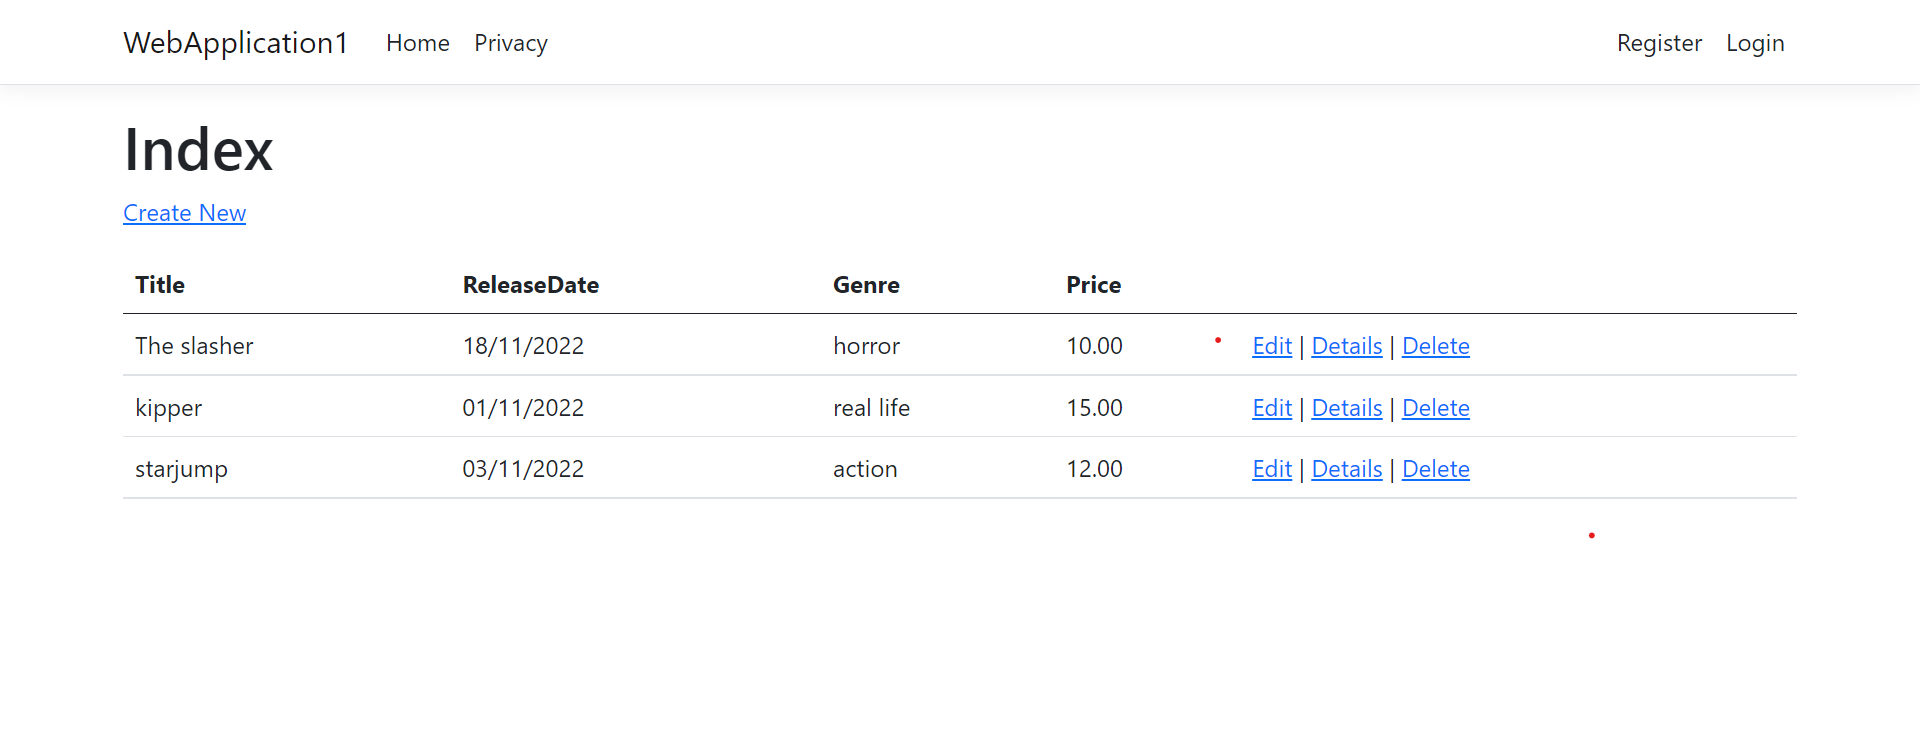 WebApplication1 Home Privacy Register Login
Index
Create New
Title ReleaseDate Genre Price
The slasher 18/11/2022 horror 10.00 Edit | Details | Delete
kipper 01/11/2022 real life 15.00 Edit | Details | Delete
starjump 03/11/2022 action 12.00 Edit | Details | Delete